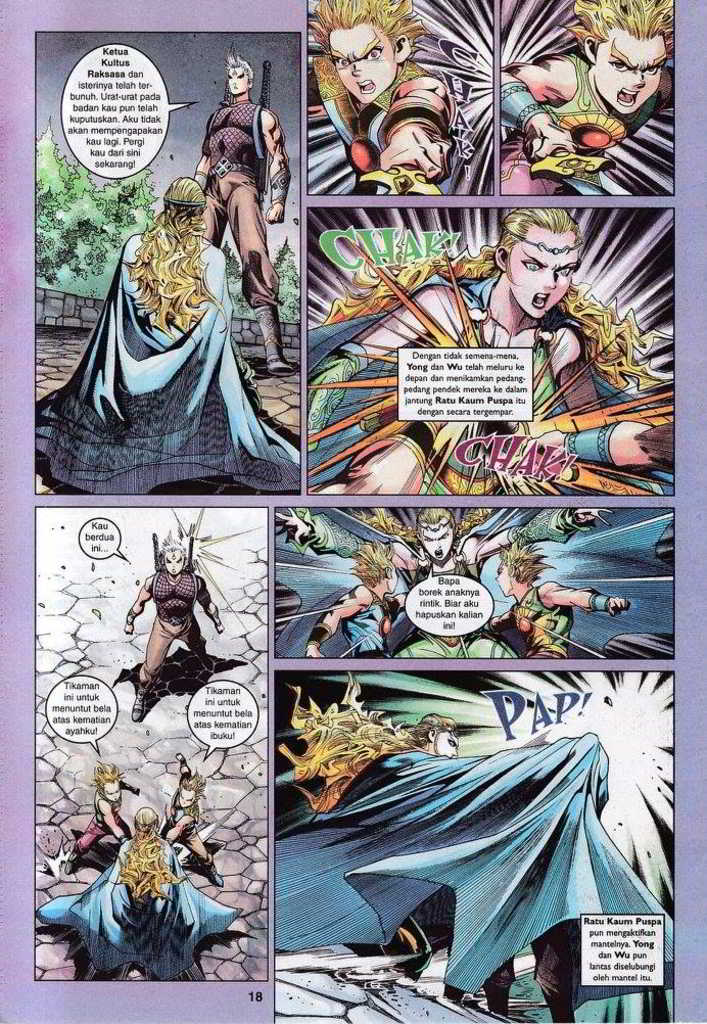 Ketua
Kultus
Raksasa dan
isterinya telah ter-
bunuh. Urat-urat pada
badan kau pun telah
kuputuskan. Aku tidak
akan mempengapakan
kau lagi. Pergi
kau dari sini
sekarang!
CHAK
CHAK!
Dengan tidak semena-mena,
Yong dan Wu telah meluru ke
depan dan menikamkan pedang-
pedang pendek mereka ke dalam
jantung Ratu Kaum Puspa itu
dengan secara tergempar.
CHAK!
Kau
berdua
ini...
Tikaman
ini untuk
menuntut bela
atas kematian
ayahku!
Tikaman
ini untuk
menuntut bela
atas kematian
ibuku!
Bapa
borek anaknya
rintik. Biar aku
hapuskan kalian
ini!
PAP!
Ratu Kaum Puspa
pun mengaktifkan
mantelnya. Yong
dan Wu pun
lantas diselubungi
oleh mantel itu.
18